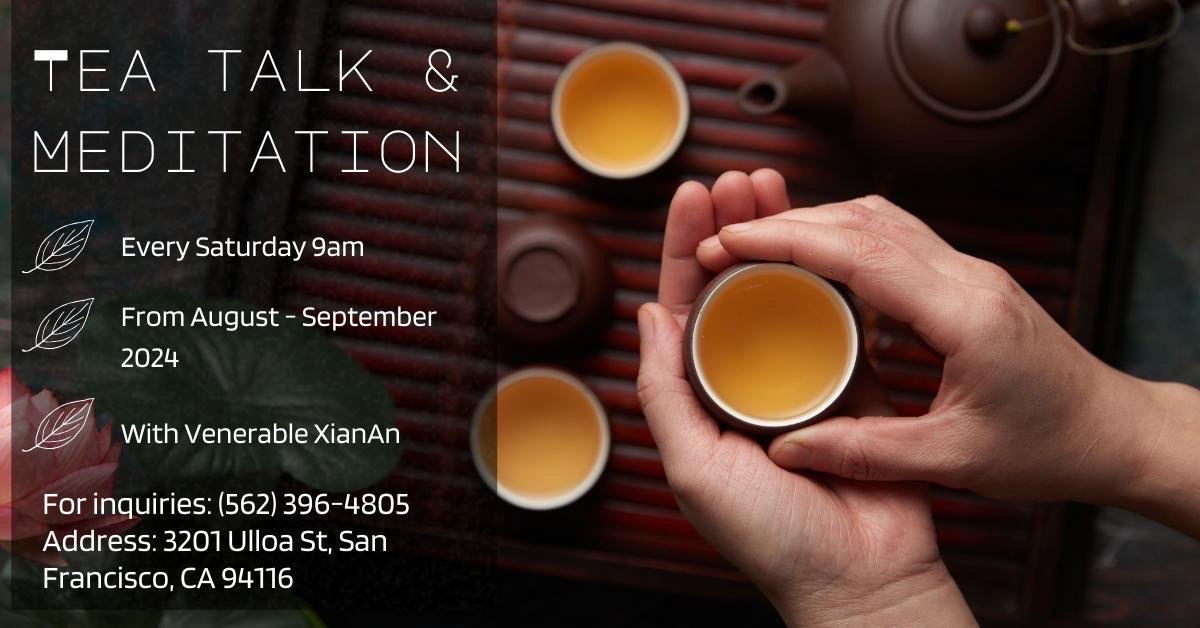 TEA TALK &
MEDITATION
Every Saturday 9am
From August - September
2024
With Venerable XianAn
For inquiries: (562) 396-4805
Address: 3201 Ulloa St, San
Francisco, CA 94116